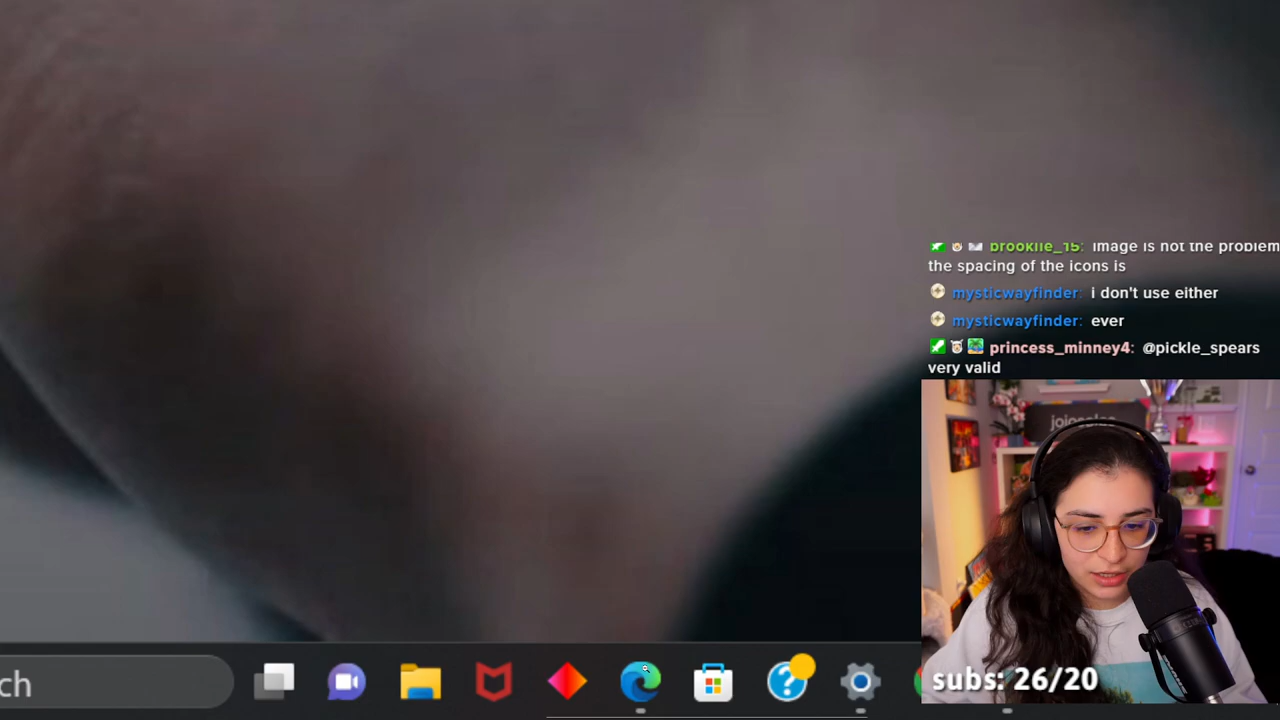 brooklie_15: image is not the problem
the spacing of the icons is
mysticwayfinder: i don't use either
mysticwayfinder: ever
princess_minney4: @pickle_spears
very valid
ch
subs: 26/20